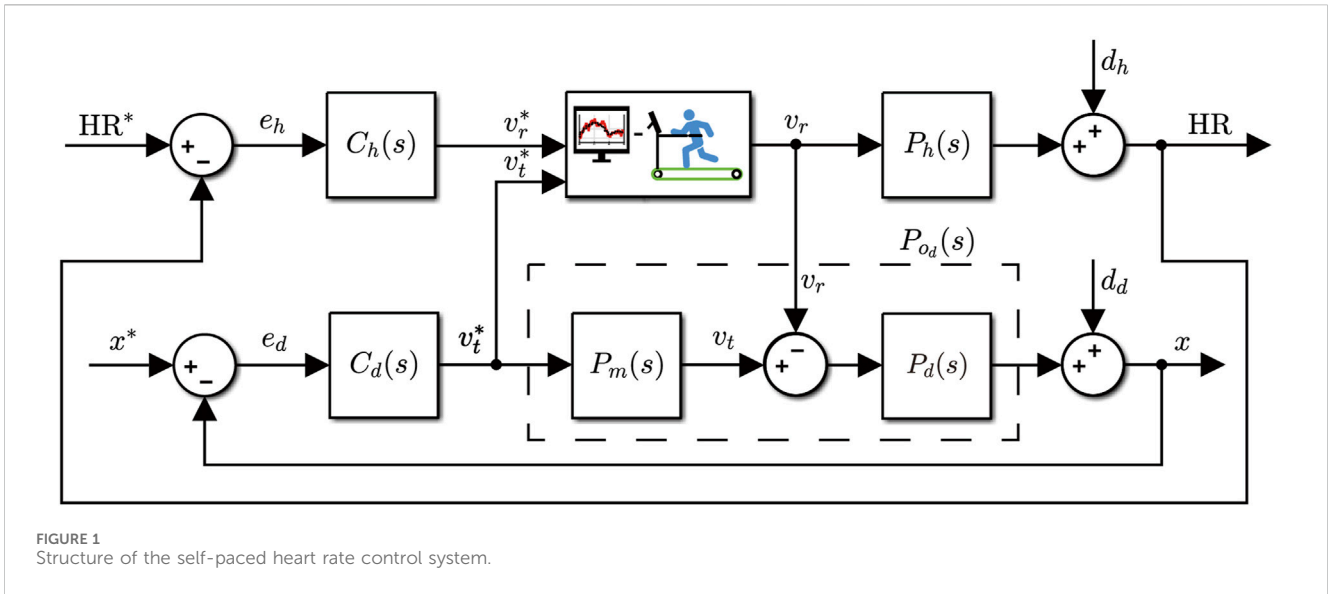 d_h
HR* e_h C_h(s) v_r* v_r P_h(s) HR
+ − + +
v_t*
P_{o_d}(s)
v_r d_d
x* e_d C_d(s) v_t* P_m(s) v_t P_d(s) x
+ − + − + +
FIGURE 1
Structure of the self-paced heart rate control system.